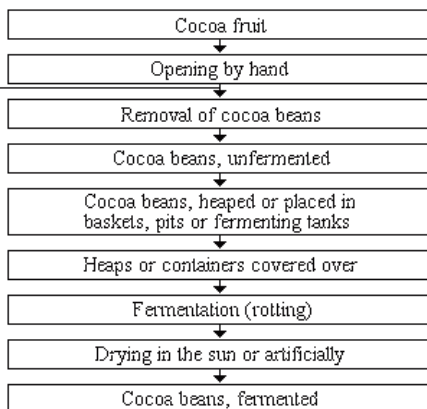 Cocoa fruit
Opening by hand
Removal of cocoa beans
Cocoa beans, unfermented
Cocoa beans, heaped or placed in
baskets, pits or fermenting tanks
Heaps or containers covered over
Fermentation (rotting)
Drying in the sun or artificially
Cocoa beans, fermented